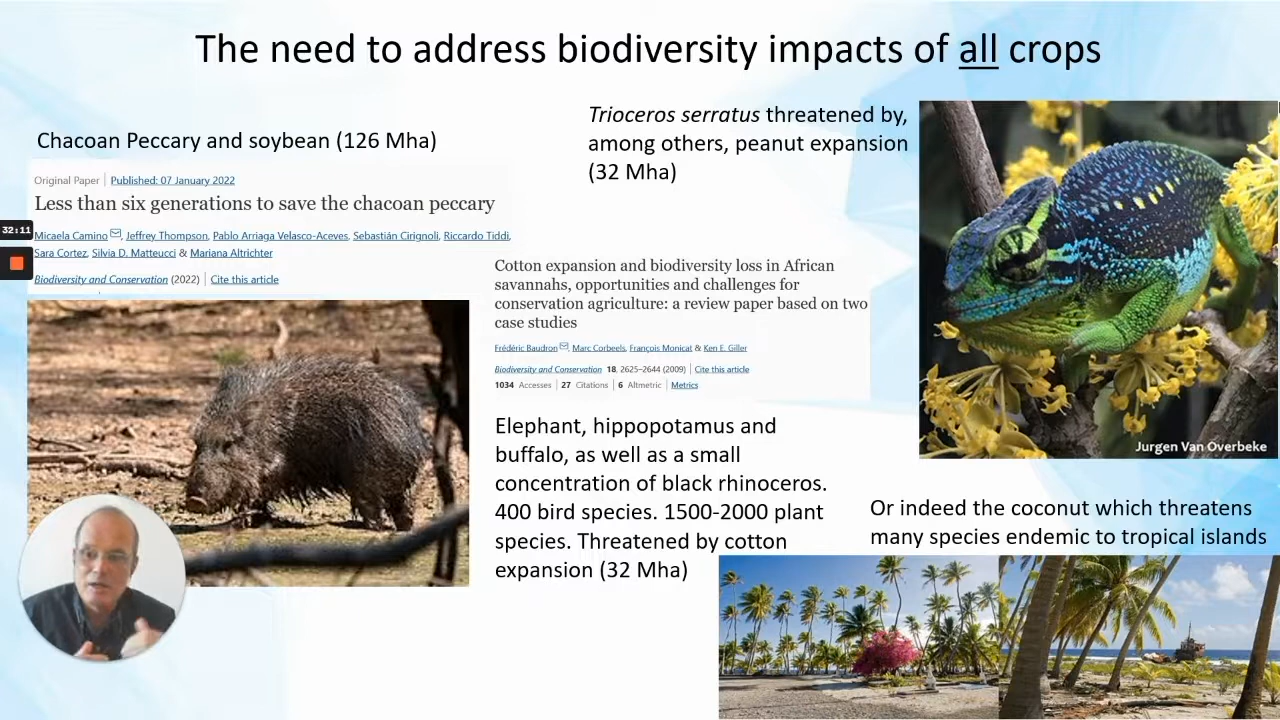 The need to address biodiversity impacts of all crops
Chacoan Peccary and soybean (126 Mha)
Original Paper | Published: 07 January 2022
Less than six generations to save the chacoan peccary
Micaela Camino, Jeffrey Thompson, Pablo Arriaga Velasco-Aceves, Sebastián Cirignoli, Riccardo Tiddi,
Sara Cortez, Silvia D. Matteucci & Mariana Altrichter
Biodiversity and Conservation (2022) | Cite this article
32:11
Trioceros serratus threatened by,
among others, peanut expansion
(32 Mha)
Cotton expansion and biodiversity loss in African
savannahs, opportunities and challenges for
conservation agriculture: a review paper based on two
case studies
Frédéric Baudron, Marc Corbeels, François Monicat & Ken E. Giller
Biodiversity and Conservation 18, 2625–2644 (2009) | Cite this article
1034 Accesses | 27 Citations | 6 Altmetric | Metrics
Elephant, hippopotamus and
buffalo, as well as a small
concentration of black rhinoceros.
400 bird species. 1500-2000 plant
species. Threatened by cotton
expansion (32 Mha)
Jurgen Van Overbeke
Or indeed the coconut which threatens
many species endemic to tropical islands